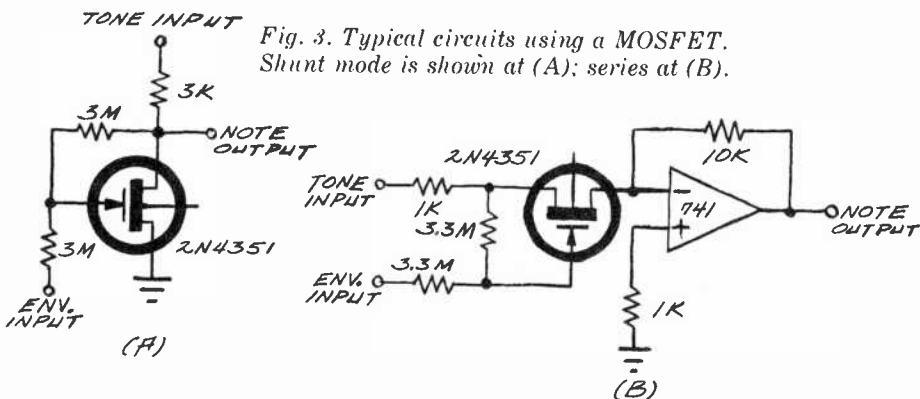 Fig. 3. Typical circuits using a MOSFET.
Shunt mode is shown at (A); series at (B).
TONE INPUT
3K
3M
NOTE
OUTPUT
2N4351
3M
ENV.
INPUT
(A)
2N4351
10K
TONE
INPUT
1K
3.3M
-
741
+
NOTE
OUTPUT
3.3M
ENV.
INPUT
1K
(B)